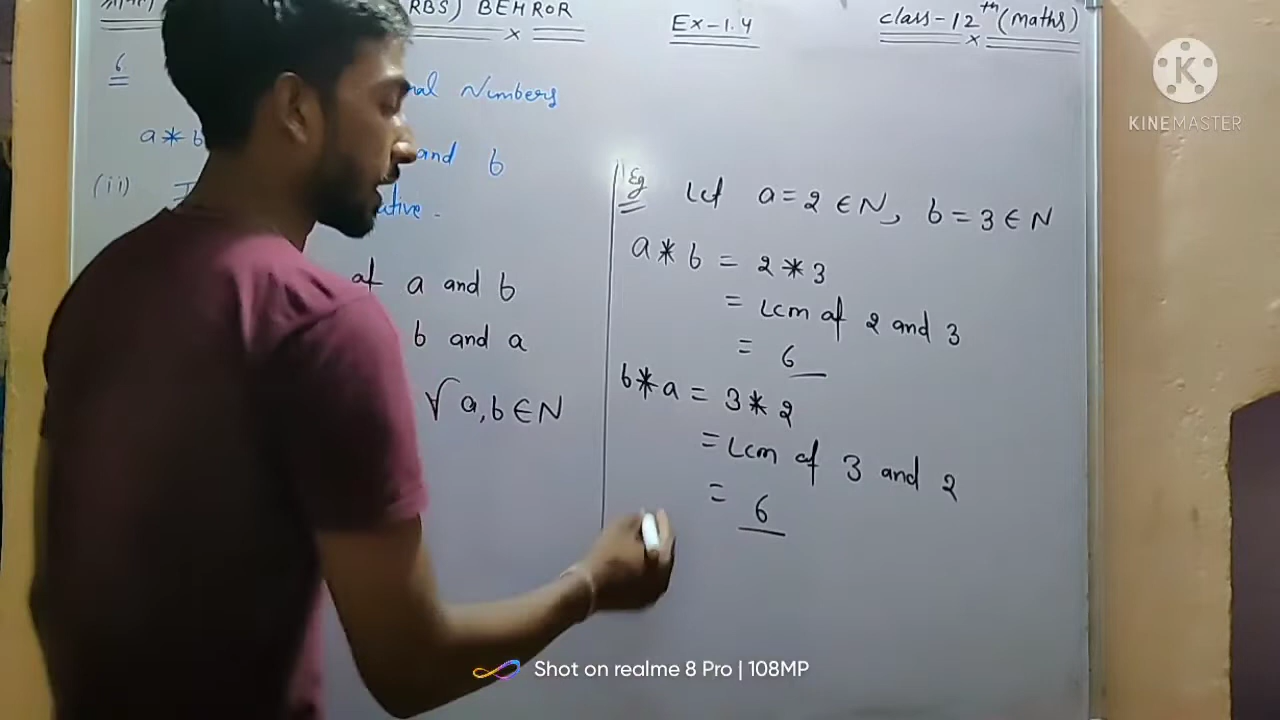 RBS) BEHROR
Ex-1.4
class-12th (maths)
6
Numbers
a*b
and b
(ii)
of a and b
b and a
∀ a,b ∈ N
Eg Let a=2 ∈ N, b=3 ∈ N
a*b = 2*3
= Lcm of 2 and 3
= 6
b*a = 3*2
= Lcm of 3 and 2
= 6
K
KINEMASTER
Shot on realme 8 Pro | 108MP